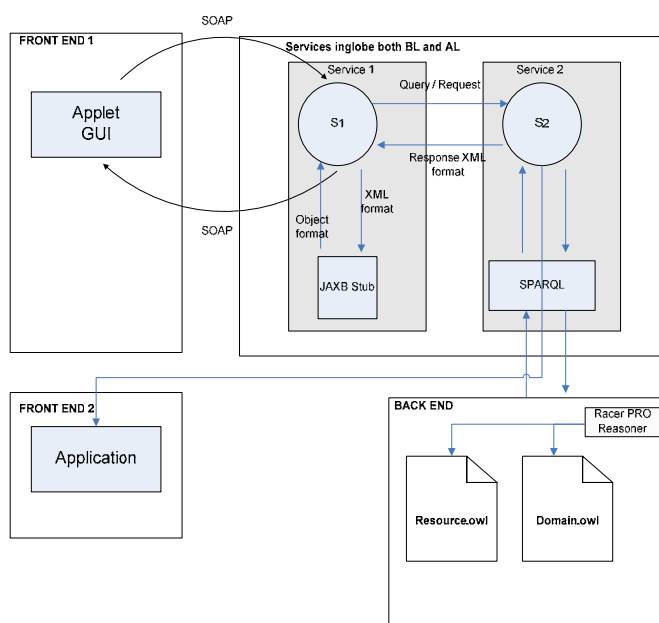 SOAP
FRONT END 1
Services inglobe both BL and AL
Service 1
Service 2
Applet
GUI
S1
Query / Request
S2
Response XML
format
XML
format
Object
format
SOAP
JAXB Stub
SPARQL
FRONT END 2
Application
BACK END
Racer PRO
Reasoner
Resource.owl
Domain.owl